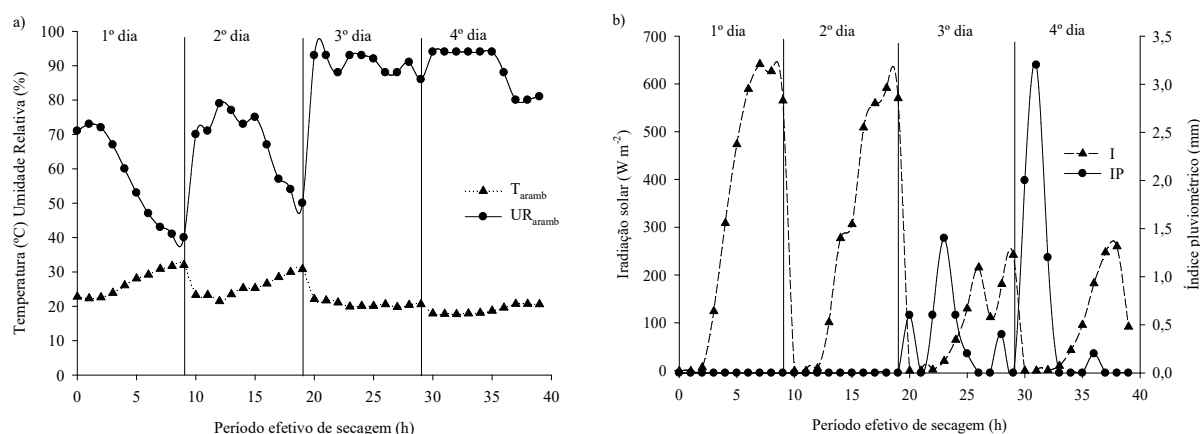 a)
1º dia 2º dia 3º dia 4º dia
100
90
80
70
60
50
40
30
20
10
0
Temperatura (ºC) Umidade Relativa (%)
T aramb
UR aramb
0 5 10 15 20 25 30 35 40
Período efetivo de secagem (h)
b)
1º dia 2º dia 3º dia 4º dia
700
600
500
400
300
200
100
0
Irradiação solar (W m-2)
I
IP
3,5
3,0
2,5
2,0
1,5
1,0
0,5
0,0
Índice pluviométrico (mm)
0 5 10 15 20 25 30 35 40
Período efetivo de secagem (h)